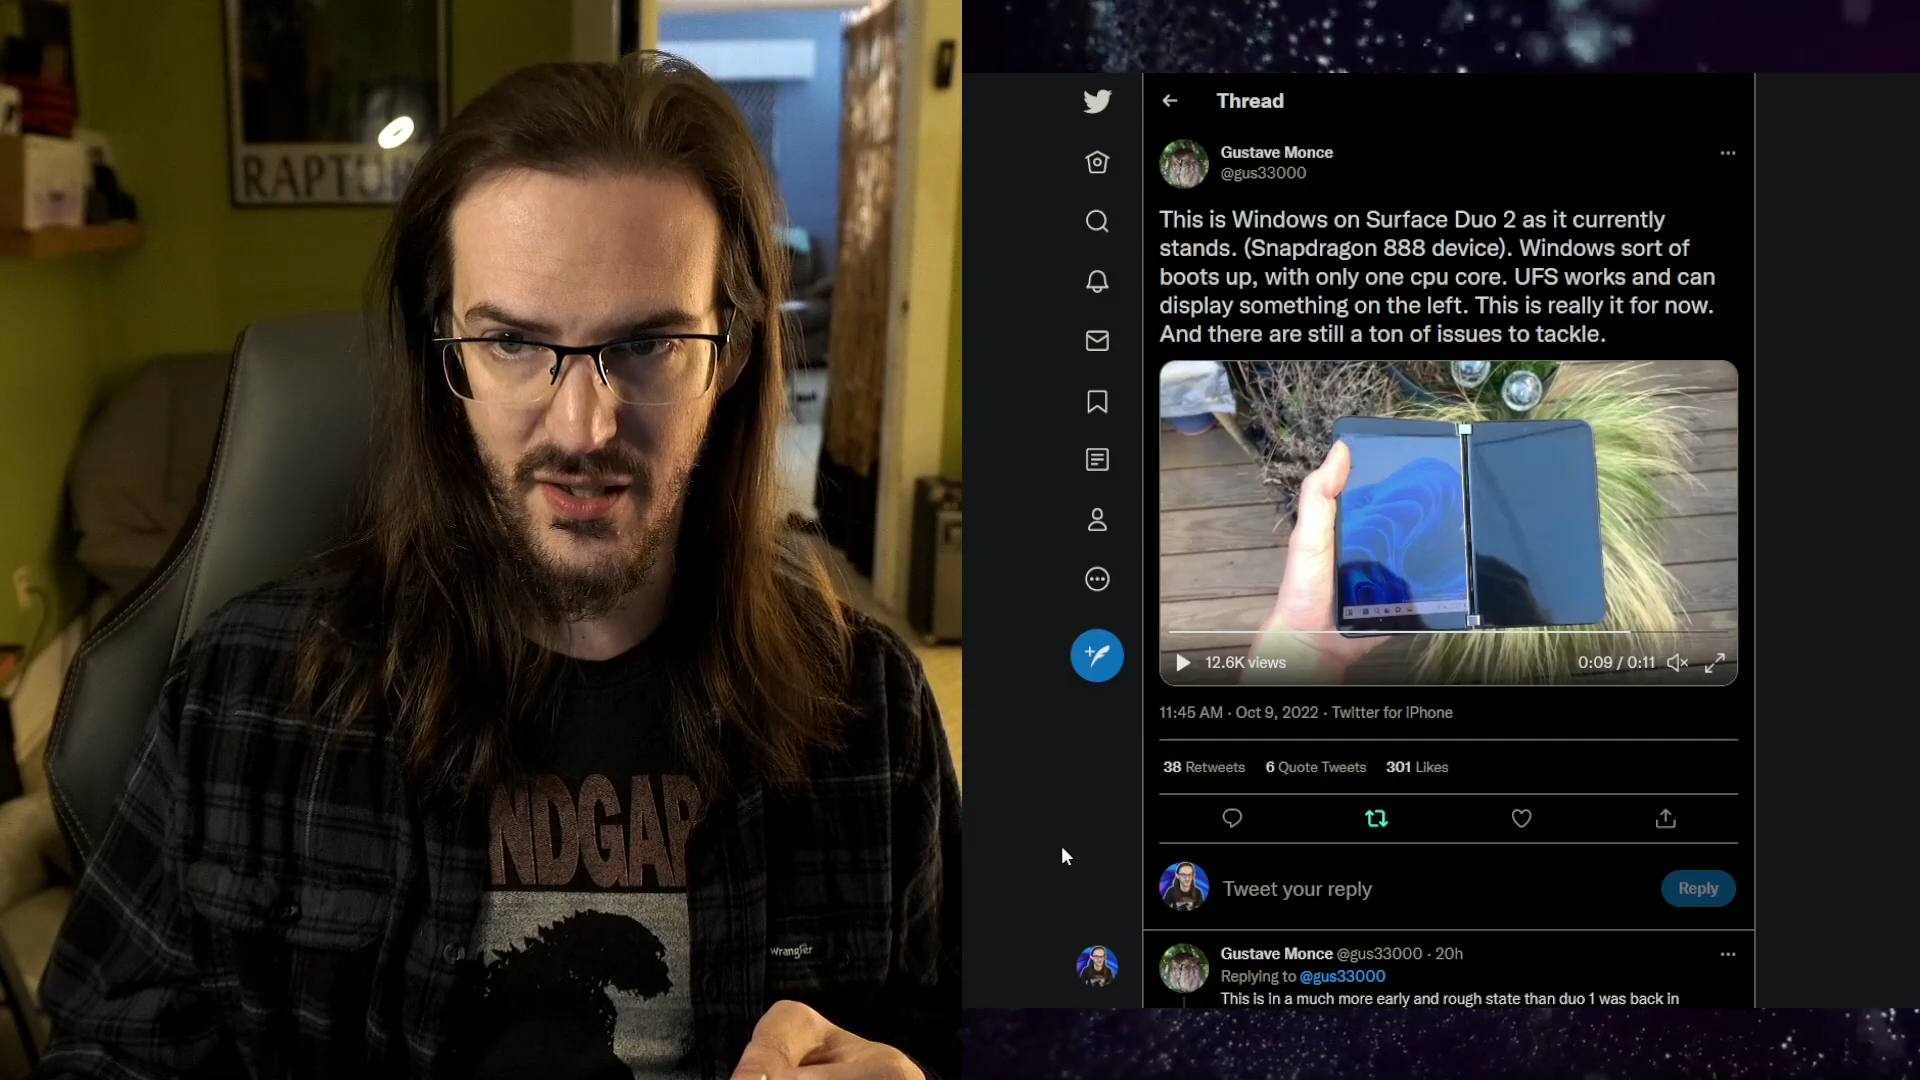 RAPTU
NDGAR
Wrangler
Thread
Gustave Monce
@gus33000
This is Windows on Surface Duo 2 as it currently
stands. (Snapdragon 888 device). Windows sort of
boots up, with only one cpu core. UFS works and can
display something on the left. This is really it for now.
And there are still a ton of issues to tackle.
12.6K views
0:09 / 0:11
11:45 AM · Oct 9, 2022 · Twitter for iPhone
38 Retweets 6 Quote Tweets 301 Likes
Tweet your reply
Reply
Gustave Monce @gus33000 · 20h
Replying to @gus33000
This is in a much more early and rough state than duo 1 was back in